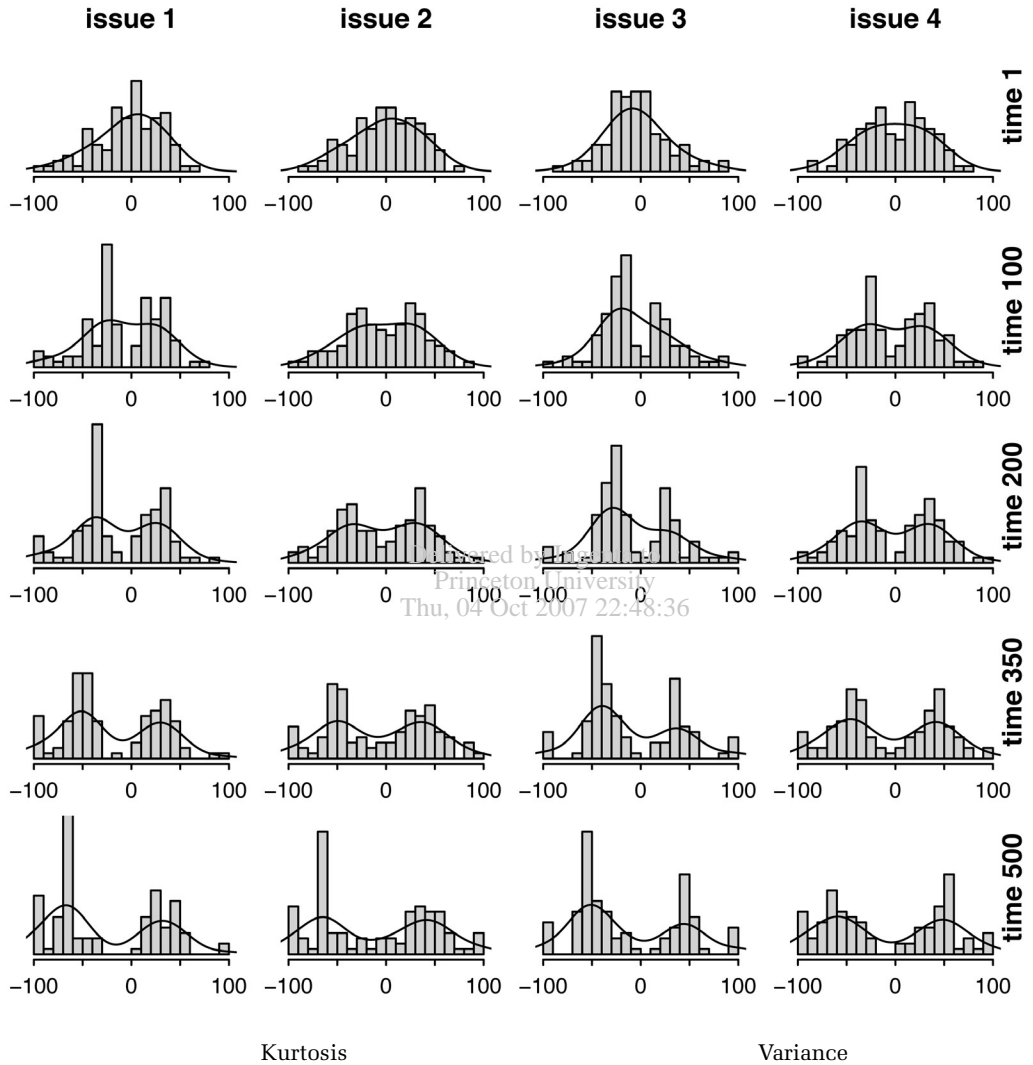 issue 1 issue 2 issue 3 issue 4
time 1
−100 0 100 −100 0 100 −100 0 100 −100 0 100
time 100
−100 0 100 −100 0 100 −100 0 100 −100 0 100
time 200
Delivered by Ingenta to :
Princeton University
−100 0 100 −100 0 100 −100 0 100 −100 0 100
Thu, 04 Oct 2007 22:48:36
time 350
−100 0 100 −100 0 100 −100 0 100 −100 0 100
time 500
−100 0 100 −100 0 100 −100 0 100 −100 0 100
Kurtosis Variance